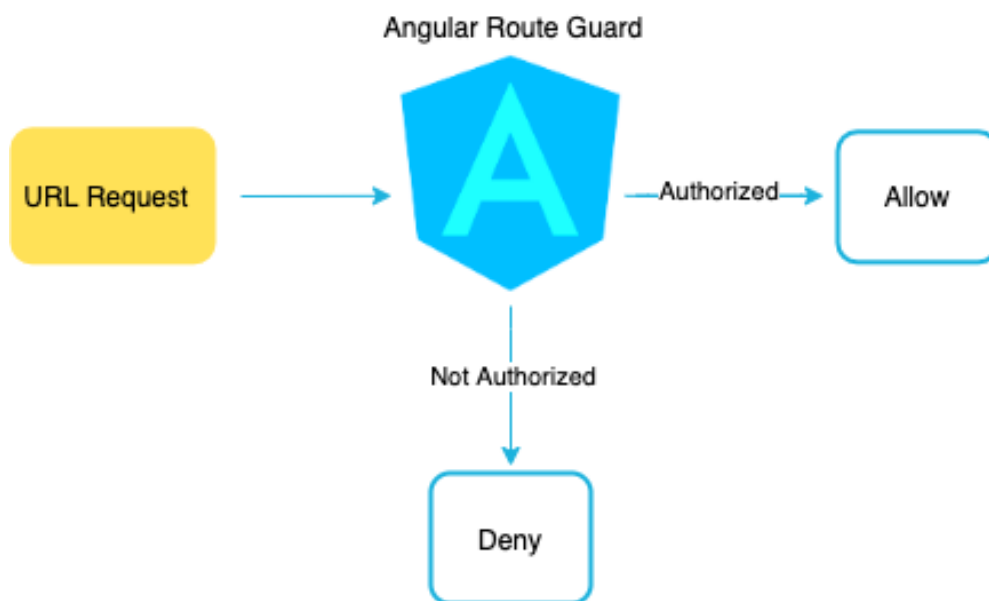 Angular Route Guard
URL Request
A
Authorized
Allow
Not Authorized
Deny